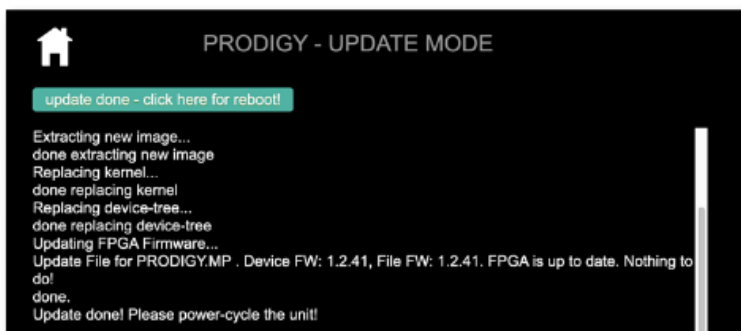 PRODIGY - UPDATE MODE
update done - click here for reboot!
Extracting new image...
done extracting new image
Replacing kernel...
done replacing kernel
Replacing device-tree...
done replacing device-tree
Updating FPGA Firmware...
Update File for PRODIGY.MP . Device FW: 1.2.41, File FW: 1.2.41. FPGA is up to date. Nothing to
do!
done.
Update done! Please power-cycle the unit!